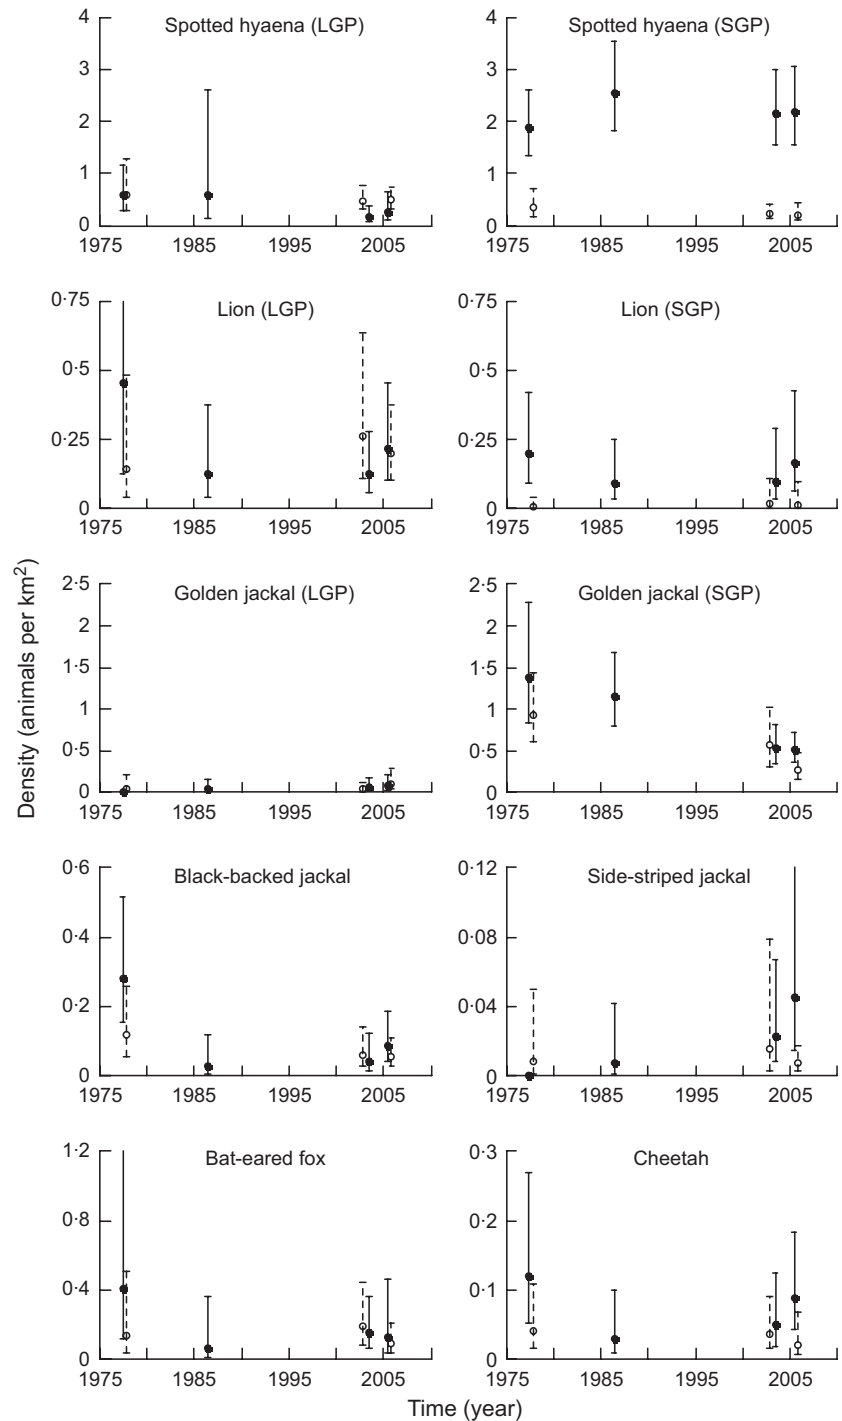 Spotted hyaena (LGP)
4
3
2
1
0
1975 1985 1995 2005
Spotted hyaena (SGP)
4
3
2
1
0
1975 1985 1995 2005
Lion (LGP)
0·75
0·5
0·25
0
1975 1985 1995 2005
Lion (SGP)
0·75
0·5
0·25
0
1975 1985 1995 2005
Golden jackal (LGP)
2·5
2
1·5
1
0·5
0
1975 1985 1995 2005
Golden jackal (SGP)
2·5
2
1·5
1
0·5
0
1975 1985 1995 2005
Black-backed jackal
0·6
0·4
0·2
0
1975 1985 1995 2005
Side-striped jackal
0·12
0·08
0·04
0
1975 1985 1995 2005
Bat-eared fox
1·2
0·8
0·4
0
1975 1985 1995 2005
Cheetah
0·3
0·2
0·1
0
1975 1985 1995 2005
Density (animals per km²)
Time (year)